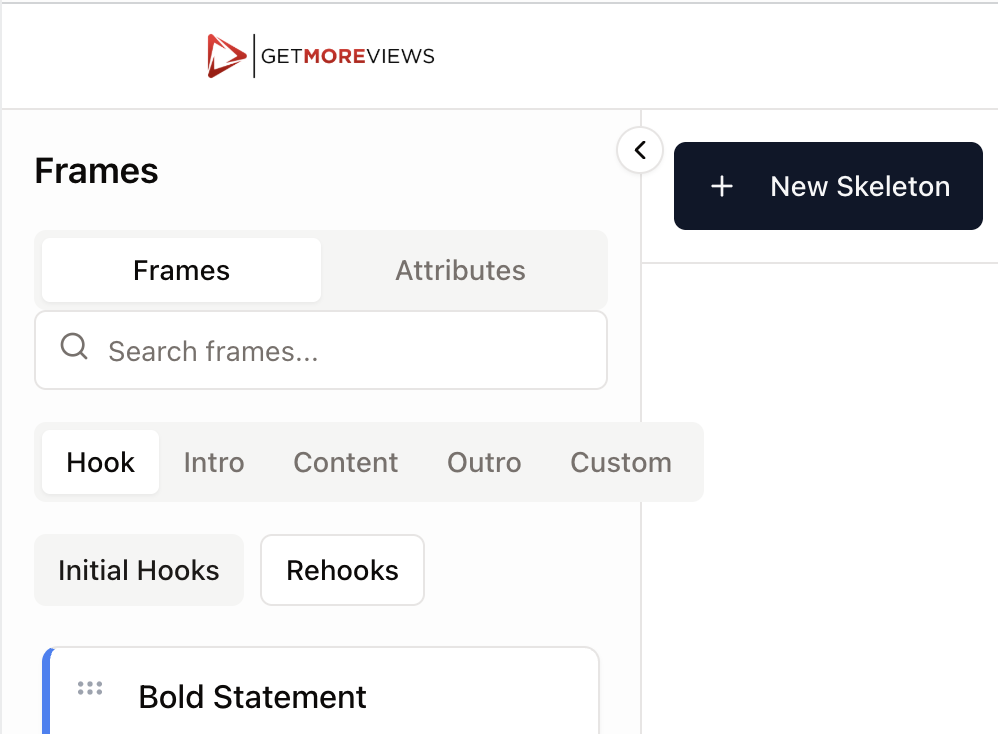 GETMOREVIEWS
Frames
New Skeleton
Frames Attributes
Search frames...
Hook Intro Content Outro Custom
Initial Hooks Rehooks
Bold Statement